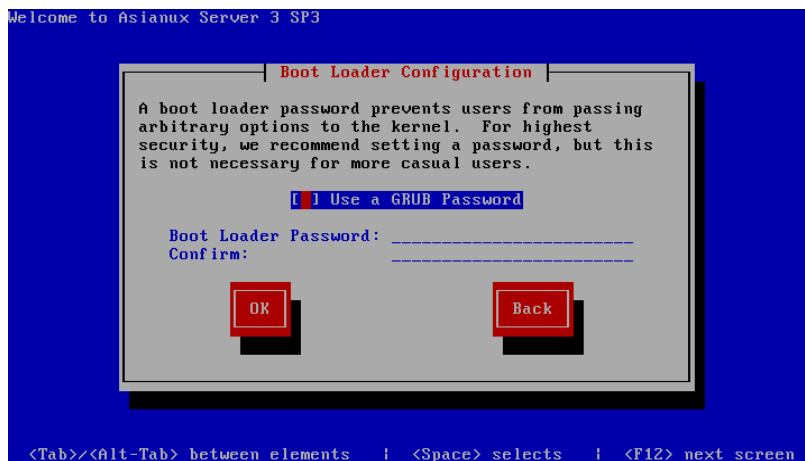 Welcome to Asianux Server 3 SP3
Boot Loader Configuration
A boot loader password prevents users from passing
arbitrary options to the kernel.  For highest
security, we recommend setting a password, but this
is not necessary for more casual users.
[ ] Use a GRUB Password
Boot Loader Password: ________________________
Confirm:              ________________________
OK Back
<Tab>/<Alt-Tab> between elements   |  <Space> selects   |  <F12> next screen